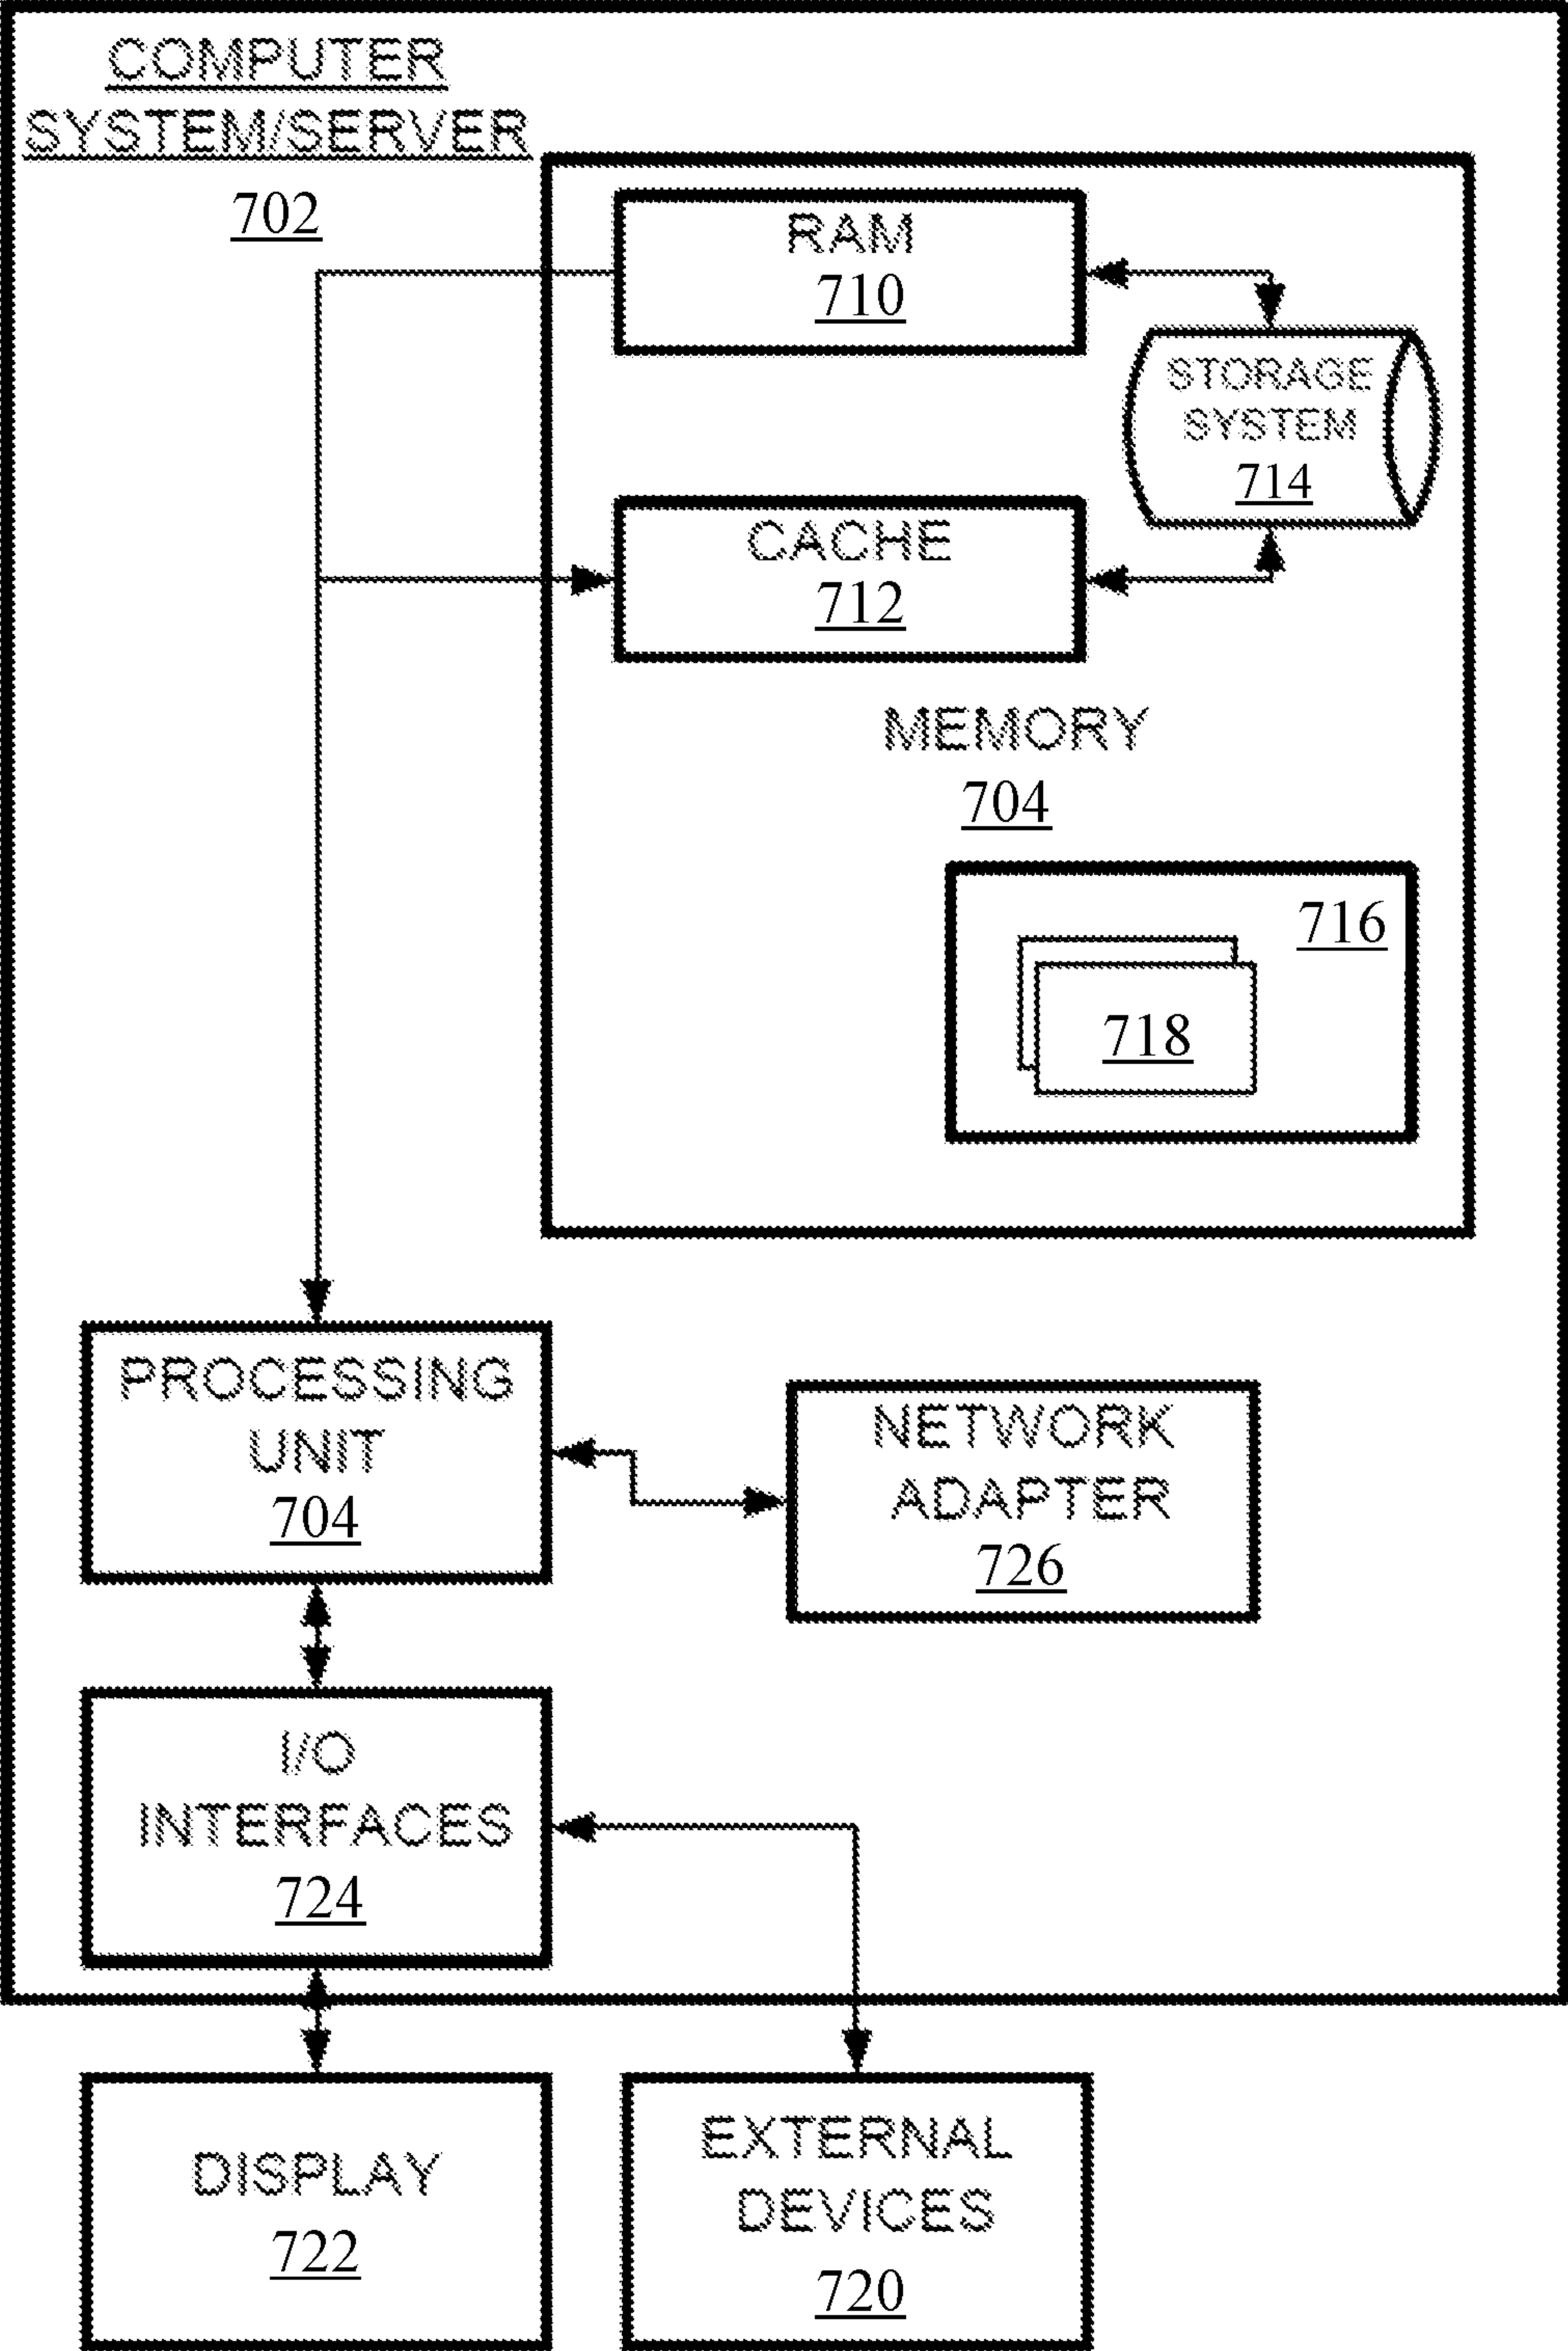 COMPUTER
SYSTEM/SERVER
702
RAM
710
STORAGE
SYSTEM
714
CACHE
712
MEMORY
704
716
718
PROCESSING
UNIT
704
NETWORK
ADAPTER
726
I/O
INTERFACES
724
DISPLAY
722
EXTERNAL
DEVICES
720